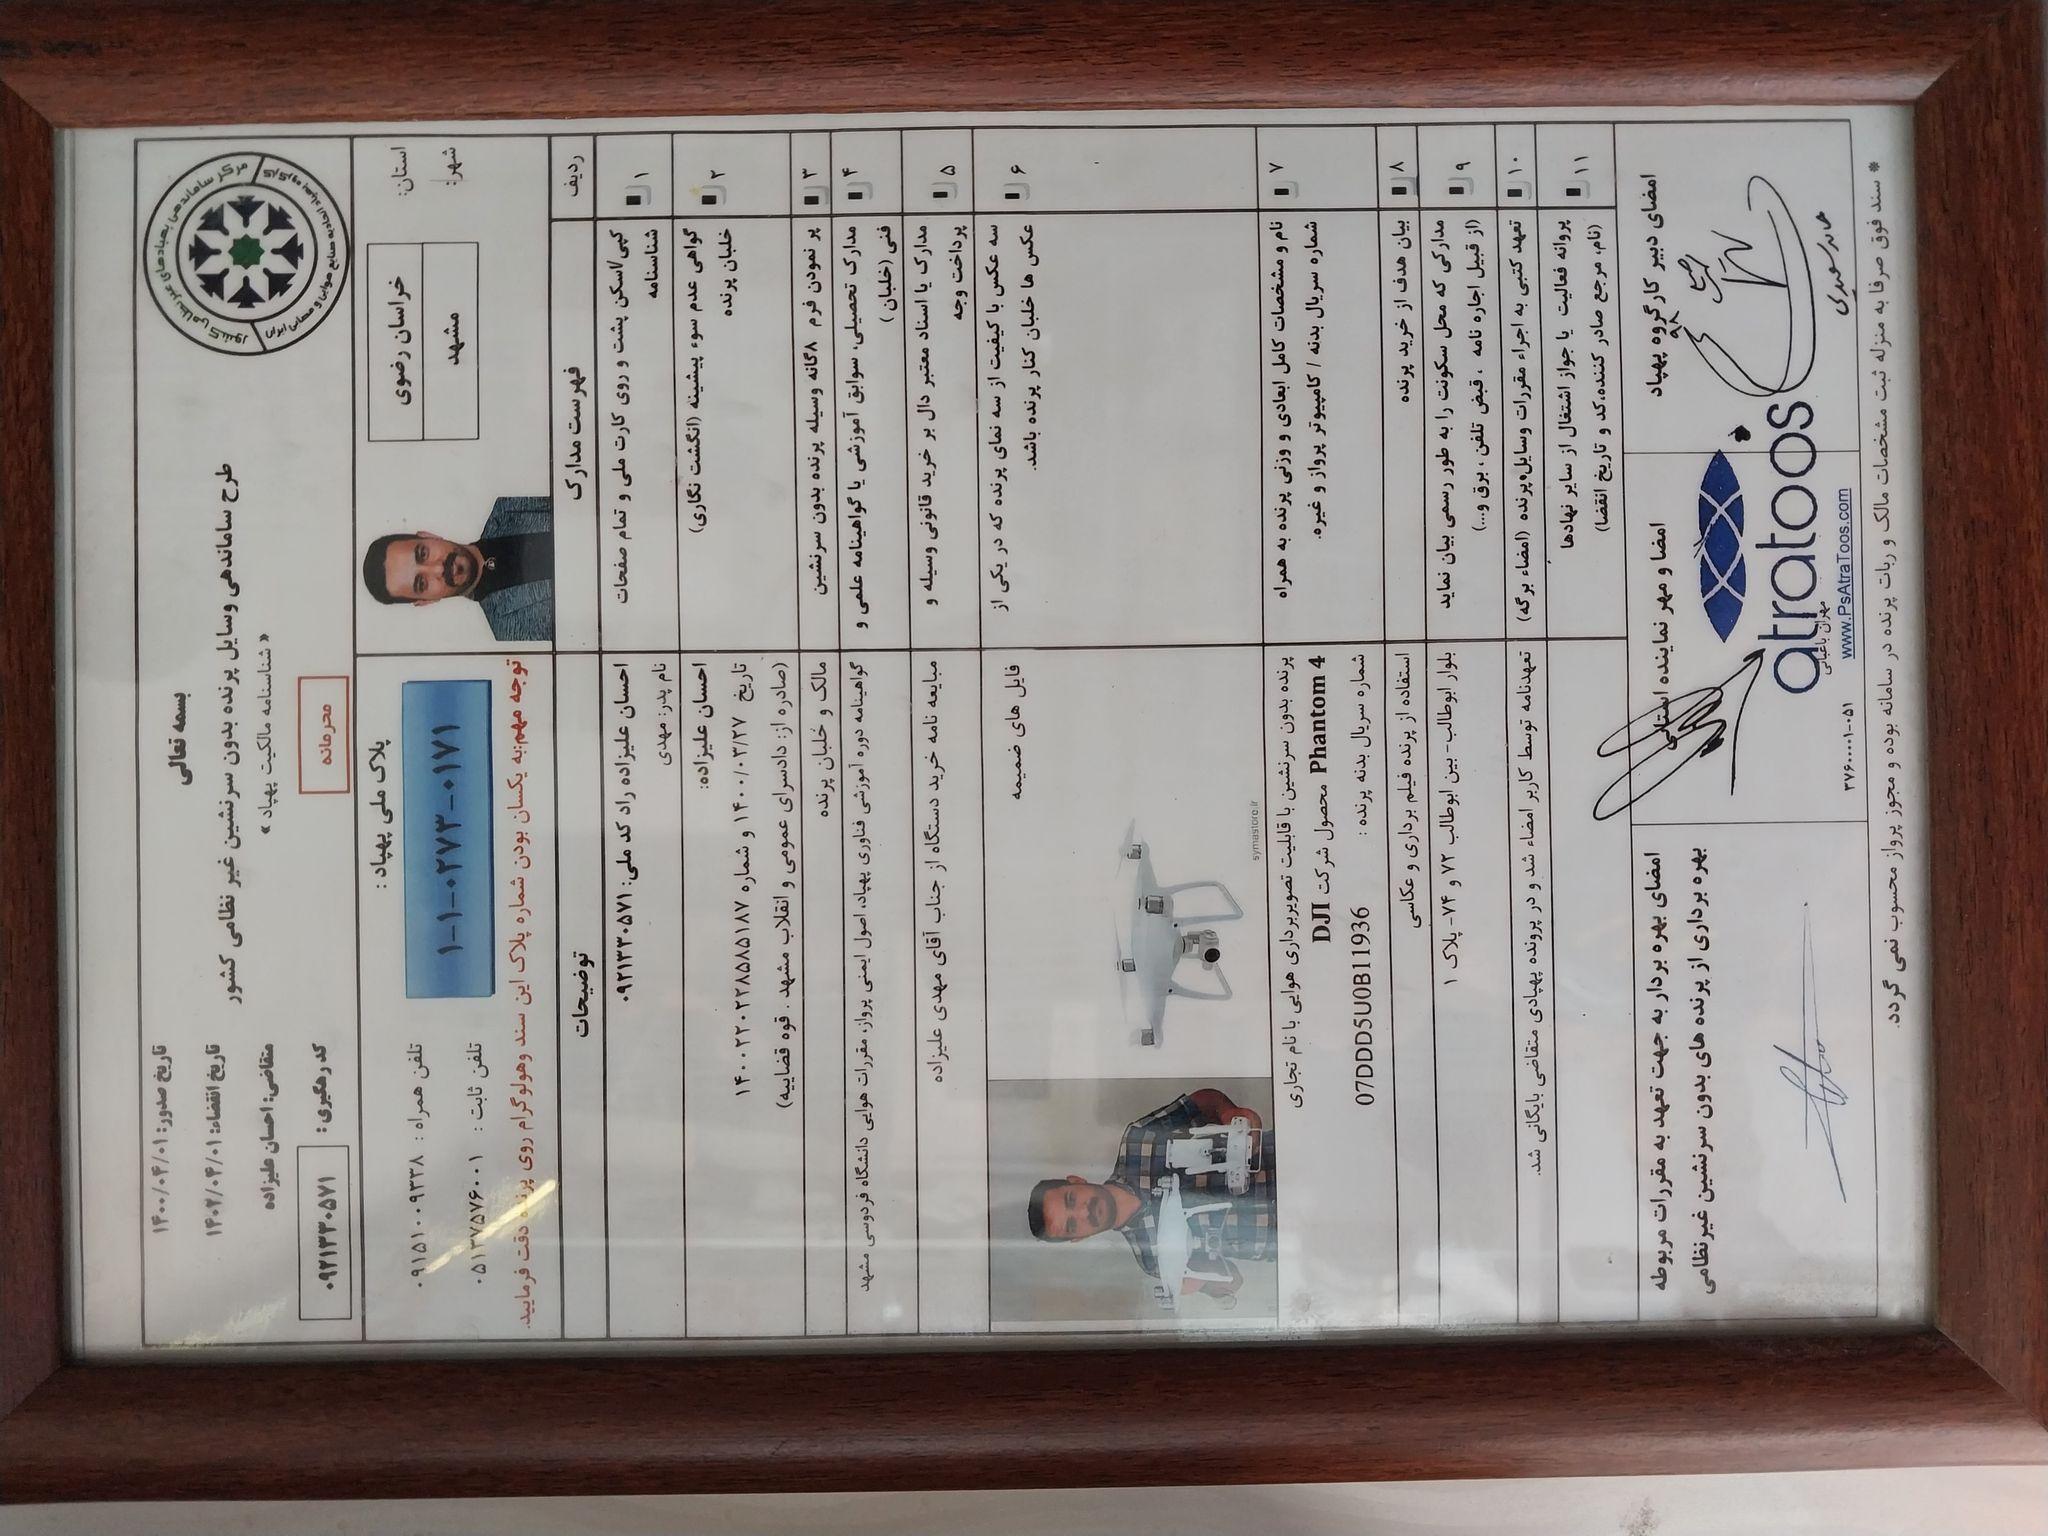 بسمه تعالی
طرح ساماندهی وسایل پرنده بدون سرنشین غیر نظامی کشور
« شناسنامه مالکیت پهپاد »
محرمانه
تاریخ صدور: ۱۴۰۰/۰۴/۰۱
تاریخ انقضاء: ۱۴۰۲/۰۴/۰۱
متقاضی: احسان علیزاده
کد رهگیری: ۰۹۲۱۳۳۰۵۷۱
استان: خراسان رضوی
شهر: مشهد
پلاک ملی پهپاد :
۱-۱-۰۲۷۳-۰۱۷۱
تلفن همراه : ۰۹۱۵۱۰۰۹۳۳۸
تلفن ثابت : ۰۵۱۳۷۵۷۶۰۰۱
توجه مهم:به یکسان بودن شماره پلاک این سند وهولوگرام روی پرنده دقت فرمایید.
ردیف فهرست مدارک توضیحات
۱ کپی/اسکن پشت و روی کارت ملی و تمام صفحات
شناسنامه
احسان علیزاده راد کد ملی: ۰۹۲۱۳۳۰۵۷۱
نام پدر: مهدی
۲ گواهی عدم سوء پیشینه (انگشت نگاری)
خلبان پرنده
احسان علیزاده:
تاریخ ۱۴۰۰/۰۳/۲۷ و شماره ۱۴۰۰۲۲۰۲۲۸۵۸۵۱۸۷
(صادره از: دادسرای عمومی و انقلاب مشهد . قوه قضاییه)
۳ پر نمودن فرم ۸گانه وسیله پرنده بدون سرنشین
مالک و خلبان پرنده
۴ مدارک تحصیلی، سوابق آموزشی یا گواهینامه علمی و
فنی (خلبان )
گواهینامه دوره آموزشی فناوری پهپاد، اصول ایمنی پرواز، مقررات هوایی دانشگاه فردوسی مشهد
۵ مدارک یا اسناد معتبر دال بر خرید قانونی وسیله و
پرداخت وجه
مبایعه نامه خرید دستگاه از جناب آقای مهدی علیزاده
۶ سه عکس با کیفیت از سه نمای پرنده که در یکی از
عکس ها خلبان کنار پرنده باشد.
فایل های ضمیمه
symastore.ir
۷ نام و مشخصات کامل ابعادی و وزنی پرنده به همراه
شماره سریال بدنه / کامپیوتر پرواز و غیره.
پرنده بدون سرنشین با قابلیت تصویربرداری هوایی با نام تجاری
Phantom 4 محصول شرکت DJI
شماره سریال بدنه پرنده : 07DDD5U0B11936
۸ بیان هدف از خرید پرنده
استفاده از پرنده فیلم برداری و عکاسی
۹ مدارکی که محل سکونت را به طور رسمی بیان نماید
(از قبیل اجاره نامه ، قبض تلفن ، برق و...)
بلوار ابوطالب- بین ابوطالب ۷۲ و ۷۴- پلاک ۱
۱۰ تعهد کتبی به اجراء مقررات وسایل‌پرنده (امضاء برگه)
تعهدنامه توسط کاربر امضاء شد و در پرونده پهپادی متقاضی بایگانی شد.
۱۱ پروانه فعالیت یا جواز اشتغال از سایر نهادها
(نام، مرجع صادر کننده،کد و تاریخ انقضا)
امضای دبیر کارگروه پهپاد
حامد سعیدی
امضا و مهر نماینده استانی
atratoos
مهران باغبانی
www.PsAtraToos.com
۰۵۱-۳۷۶۰۰۰۰۱
امضای بهره بردار به جهت تعهد به مقررات مربوطه
بهره برداری از پرنده های بدون سرنشین غیرنظامی
* سند فوق صرفا به منزله ثبت مشخصات مالک و ربات پرنده در سامانه بوده و مجوز پرواز محسوب نمی گردد.